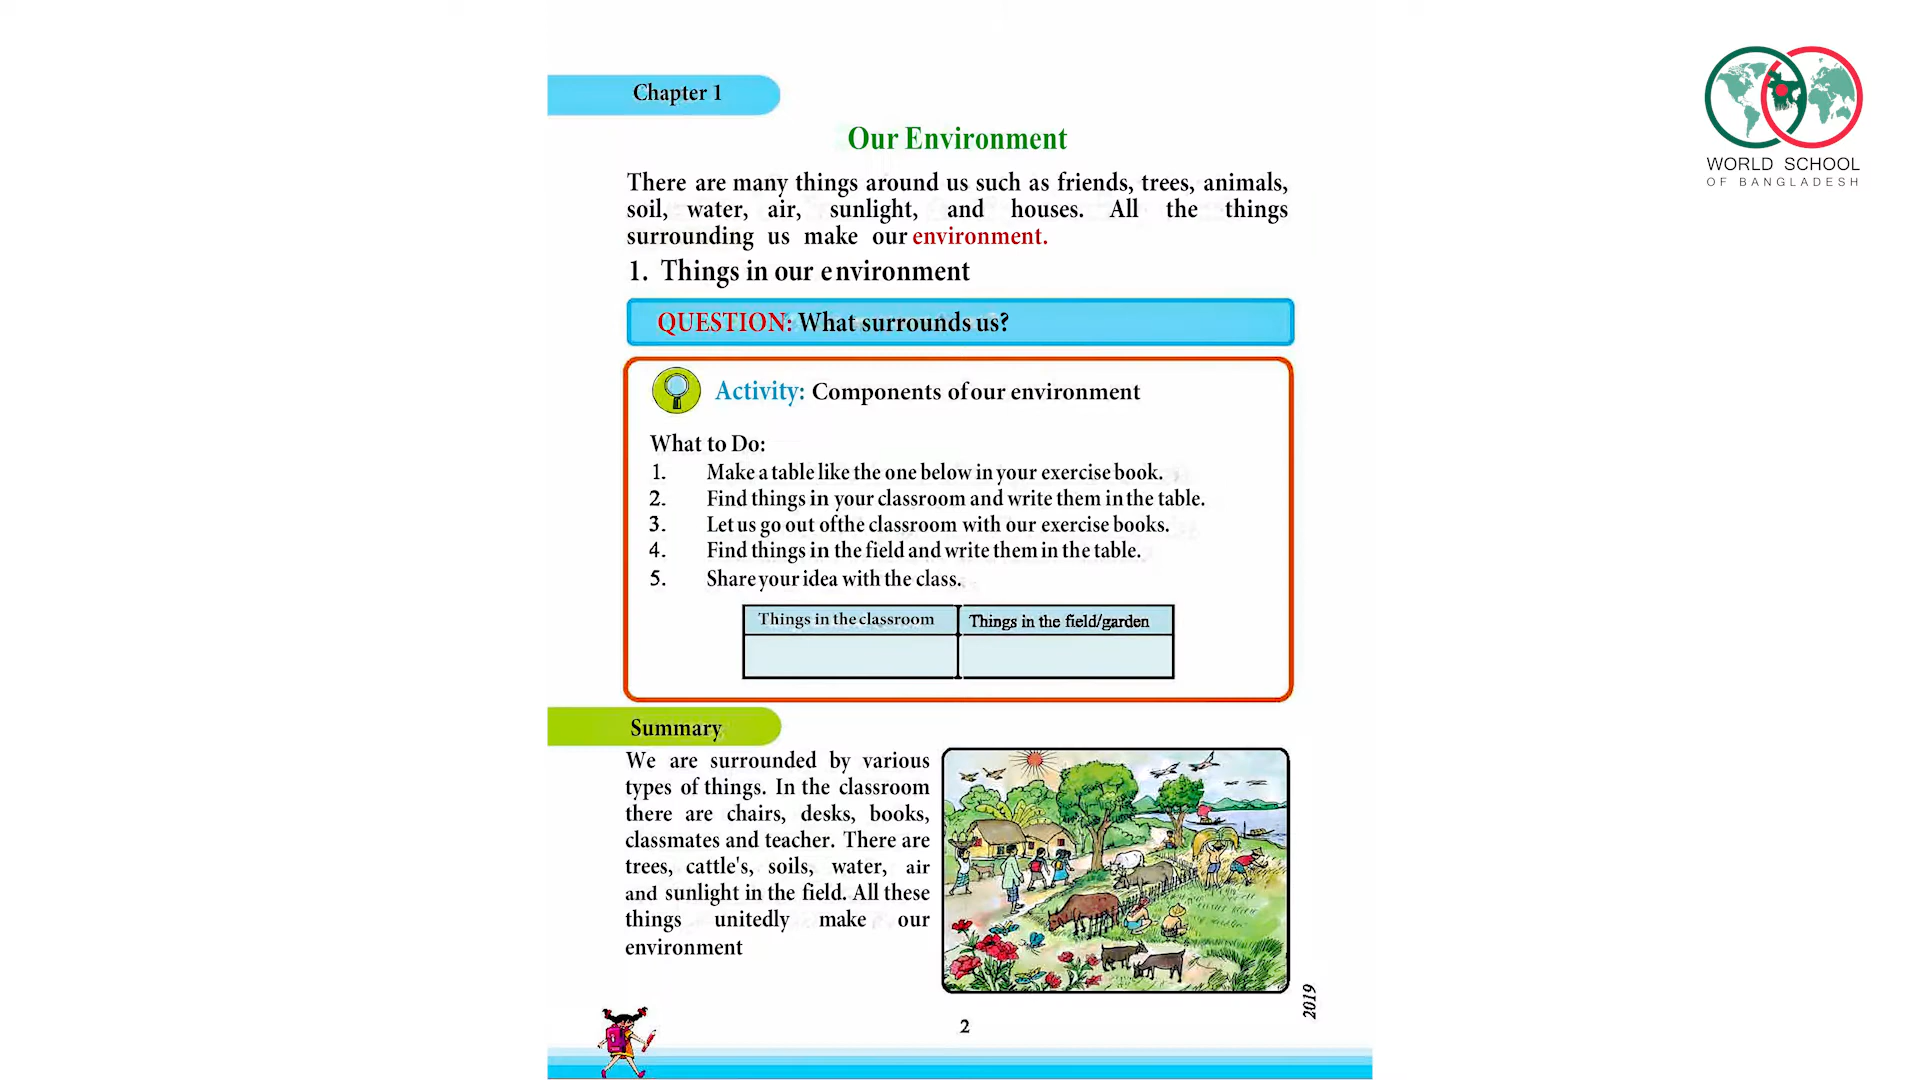 Chapter 1
WORLD SCHOOL
OF BANGLADESH
Our Environment
There are many things around us such as friends, trees, animals,
soil, water, air, sunlight, and houses. All the things
surrounding us make our environment.
1. Things in our environment
QUESTION: What surrounds us?
Activity: Components of our environment
What to Do:
1. Make a table like the one below in your exercise book.
2. Find things in your classroom and write them in the table.
3. Let us go out of the classroom with our exercise books.
4. Find things in the field and write them in the table.
5. Share your idea with the class.
Things in the classroom
Things in the field/garden
Summary
We are surrounded by various
types of things. In the classroom
there are chairs, desks, books,
classmates and teacher. There are
trees, cattle's, soils, water, air
and sunlight in the field. All these
things unitedly make our
environment
2019
2